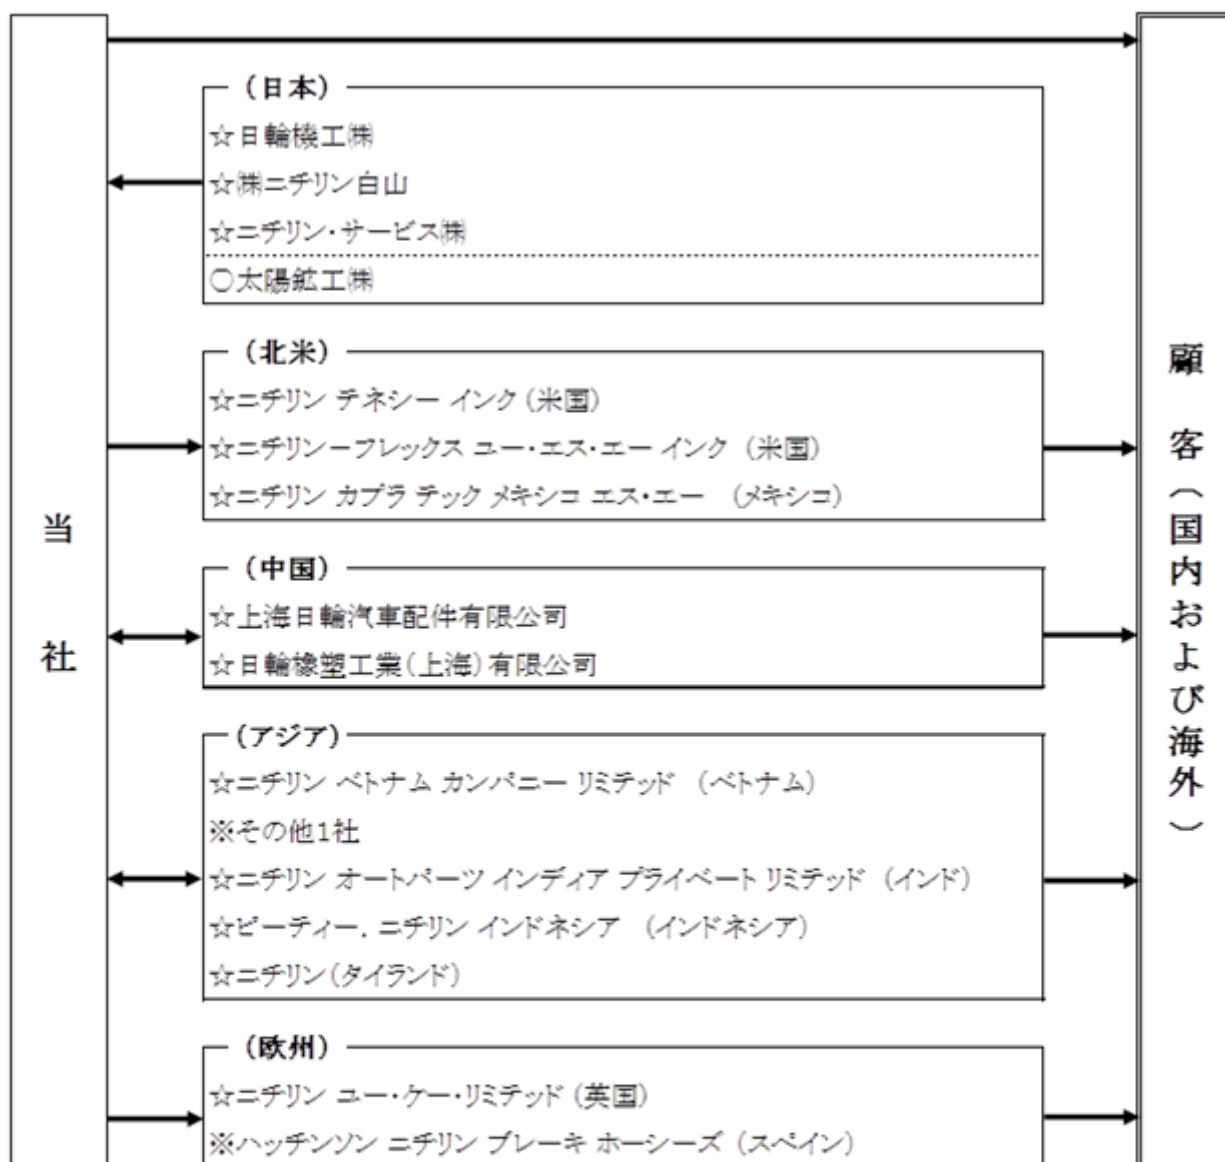 (日本)
☆日輪機工㈱
☆㈱ニチリン白山
☆ニチリン・サービス㈱
○太陽鉱工㈱
(北米)
☆ニチリン テネシー インク (米国)
☆ニチリン－フレックス ユー・エス・エー インク (米国)
☆ニチリン カプラ テック メキシコ エス・エー (メキシコ)
当社
(中国)
☆上海日輪汽車配件有限公司
☆日輪橡塑工業(上海)有限公司
(アジア)
☆ニチリン ベトナム カンパニー リミテッド (ベトナム)
※その他1社
☆ニチリン オートパーツ インディア プライベート リミテッド (インド)
☆ピーティー. ニチリン インドネシア (インドネシア)
☆ニチリン(タイランド)
(欧州)
☆ニチリン ユー・ケー・リミテッド (英国)
※ハッチンソン ニチリン ブレーキ ホーシーズ (スペイン)
顧客(国内および海外)